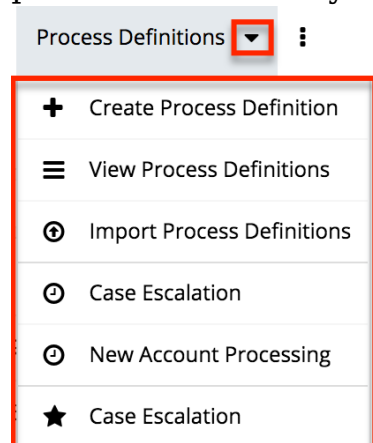 Process Definitions
Create Process Definition
View Process Definitions
Import Process Definitions
Case Escalation
New Account Processing
Case Escalation